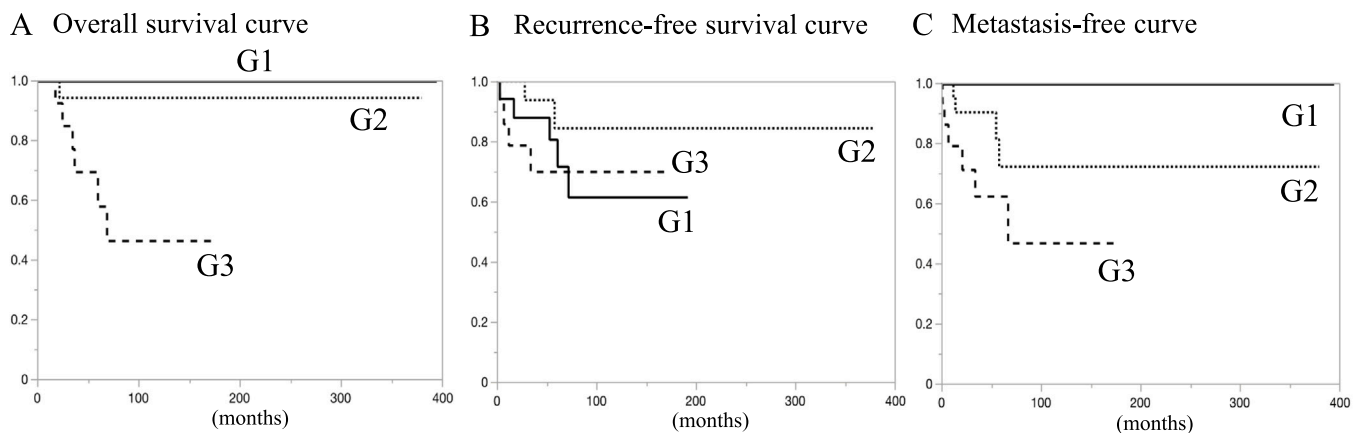 A Overall survival curve
G1
1.0
0.8
0.6
0.4
0.2
0
0 100 200 300 400
(months)
G2
G3
B Recurrence-free survival curve
1.0
0.8
0.6
0.4
0.2
0
0 100 200 300 400
(months)
G2
G3
G1
C Metastasis-free curve
1.0
0.8
0.6
0.4
0.2
0
0 100 200 300 400
(months)
G1
G2
G3